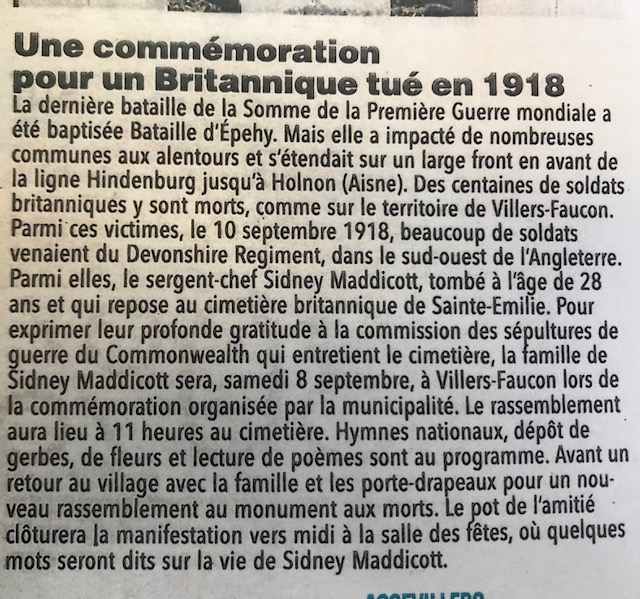 Une commémoration
pour un Britannique tué en 1918
La dernière bataille de la Somme de la Première Guerre mondiale a
été baptisée Bataille d'Épehy. Mais elle a impacté de nombreuses
communes aux alentours et s'étendait sur un large front en avant de
la ligne Hindenburg jusqu'à Holnon (Aisne). Des centaines de soldats
britanniques y sont morts, comme sur le territoire de Villers-Faucon.
Parmi ces victimes, le 10 septembre 1918, beaucoup de soldats
venaient du Devonshire Regiment, dans le sud-ouest de l'Angleterre.
Parmi elles, le sergent-chef Sidney Maddicott, tombé à l'âge de 28
ans et qui repose au cimetière britannique de Sainte-Emilie. Pour
exprimer leur profonde gratitude à la commission des sépultures de
guerre du Commonwealth qui entretient le cimetière, la famille de
Sidney Maddicott sera, samedi 8 septembre, à Villers-Faucon lors de
la commémoration organisée par la municipalité. Le rassemblement
aura lieu à 11 heures au cimetière. Hymnes nationaux, dépôt de
gerbes, de fleurs et lecture de poèmes sont au programme. Avant un
retour au village avec la famille et les porte-drapeaux pour un nou-
veau rassemblement au monument aux morts. Le pot de l'amitié
clôturera la manifestation vers midi à la salle des fêtes, où quelques
mots seront dits sur la vie de Sidney Maddicott.